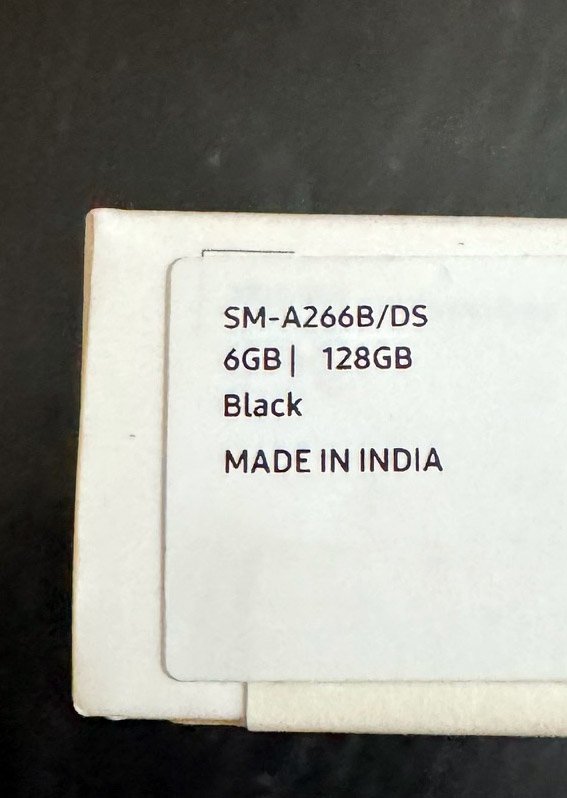 SM-A266B/DS
6GB | 128GB
Black
MADE IN INDIA